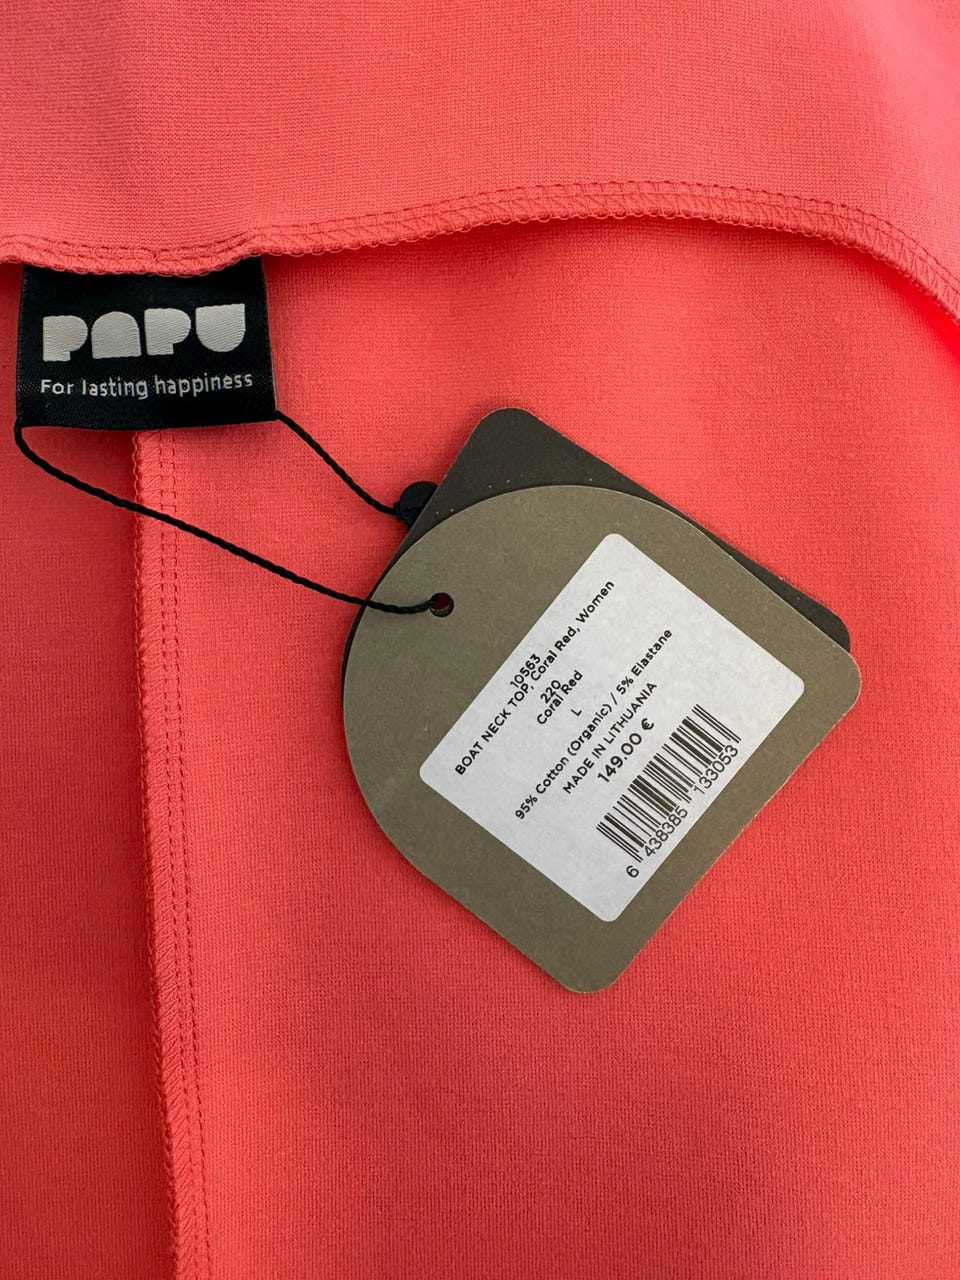 PAPU
For lasting happiness
10563
BOAT NECK TOP, Coral Red, Women
220
Coral Red
L
95% Cotton (Organic) / 5% Elastane
MADE IN LITHUANIA
149.00 €
6 438385 133053